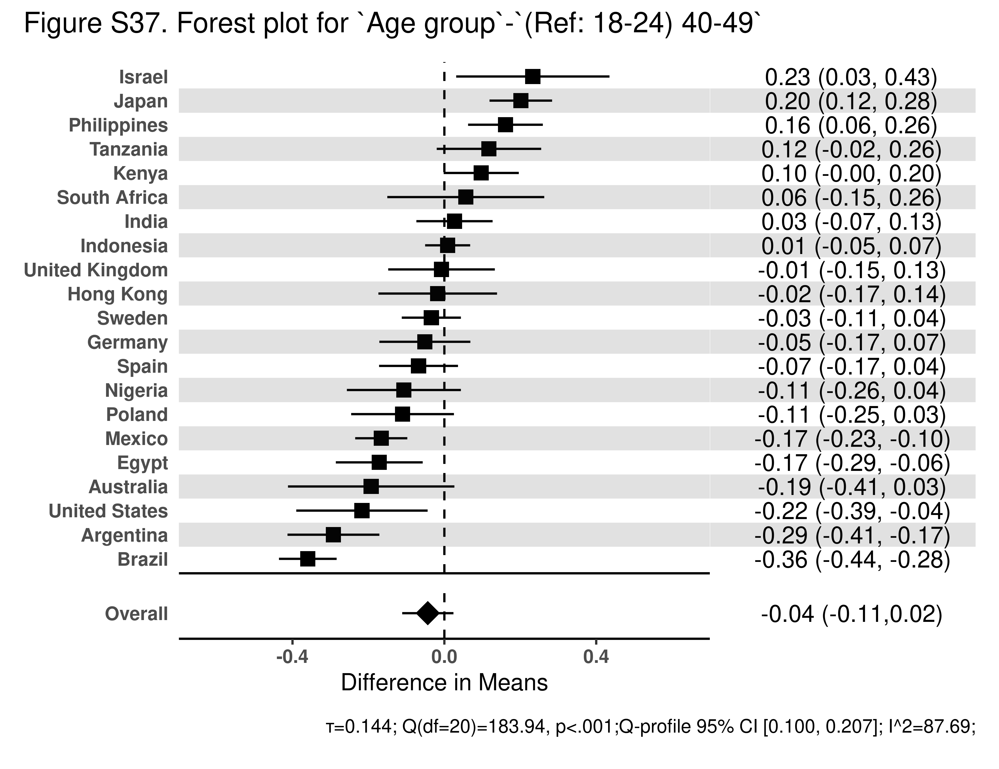 Figure S37. Forest plot for `Age group`-`(Ref: 18-24) 40-49`
Israel 0.23 (0.03, 0.43)
Japan 0.20 (0.12, 0.28)
Philippines 0.16 (0.06, 0.26)
Tanzania 0.12 (-0.02, 0.26)
Kenya 0.10 (-0.00, 0.20)
South Africa 0.06 (-0.15, 0.26)
India 0.03 (-0.07, 0.13)
Indonesia 0.01 (-0.05, 0.07)
United Kingdom -0.01 (-0.15, 0.13)
Hong Kong -0.02 (-0.17, 0.14)
Sweden -0.03 (-0.11, 0.04)
Germany -0.05 (-0.17, 0.07)
Spain -0.07 (-0.17, 0.04)
Nigeria -0.11 (-0.26, 0.04)
Poland -0.11 (-0.25, 0.03)
Mexico -0.17 (-0.23, -0.10)
Egypt -0.17 (-0.29, -0.06)
Australia -0.19 (-0.41, 0.03)
United States -0.22 (-0.39, -0.04)
Argentina -0.29 (-0.41, -0.17)
Brazil -0.36 (-0.44, -0.28)
Overall -0.04 (-0.11,0.02)
-0.4 0.0 0.4
Difference in Means
τ=0.144; Q(df=20)=183.94, p<.001;Q-profile 95% CI [0.100, 0.207]; I^2=87.69;